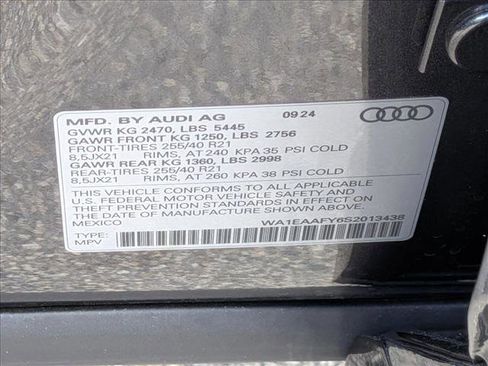 MFD. BY AUDI AG 09 24
GVWR KG 2470, LBS 5445
GAWR FRONT KG 1250, LBS 2756
FRONT-TIRES 255/40 R21
8,5JX21 RIMS, AT 240 KPA 35 PSI COLD
GAWR REAR KG 1360, LBS 2998
REAR-TIRES 255/40 R21
8,5JX21 RIMS, AT 260 KPA 38 PSI COLD
THIS VEHICLE CONFORMS TO ALL APPLICABLE
U.S. FEDERAL MOTOR VEHICLE SAFETY AND
THEFT PREVENTION STANDARDS IN EFFECT ON
THE DATE OF MANUFACTURE SHOWN ABOVE.
MEXICO WA1EAAFY6S2013438
TYPE:
MPV